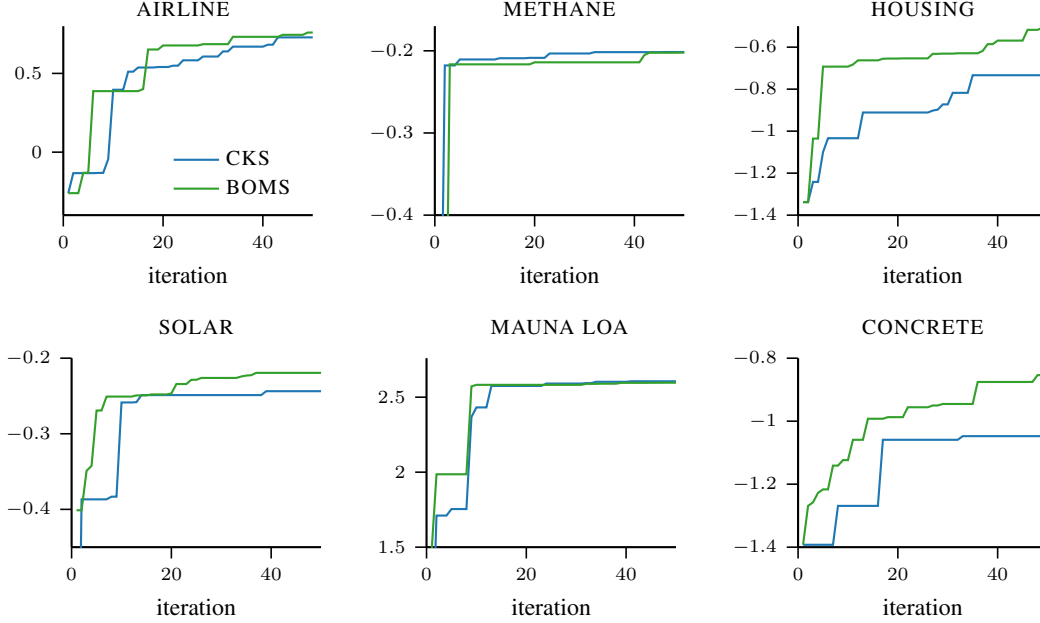 AIRLINE
0.5
0
CKS
BOMS
0 20 40
iteration
METHANE
−0.2
−0.3
−0.4
0 20 40
iteration
HOUSING
−0.6
−0.8
−1
−1.2
−1.4
0 20 40
iteration
SOLAR
−0.2
−0.3
−0.4
0 20 40
iteration
MAUNA LOA
2.5
2
1.5
0 20 40
iteration
CONCRETE
−0.8
−1
−1.2
−1.4
0 20 40
iteration